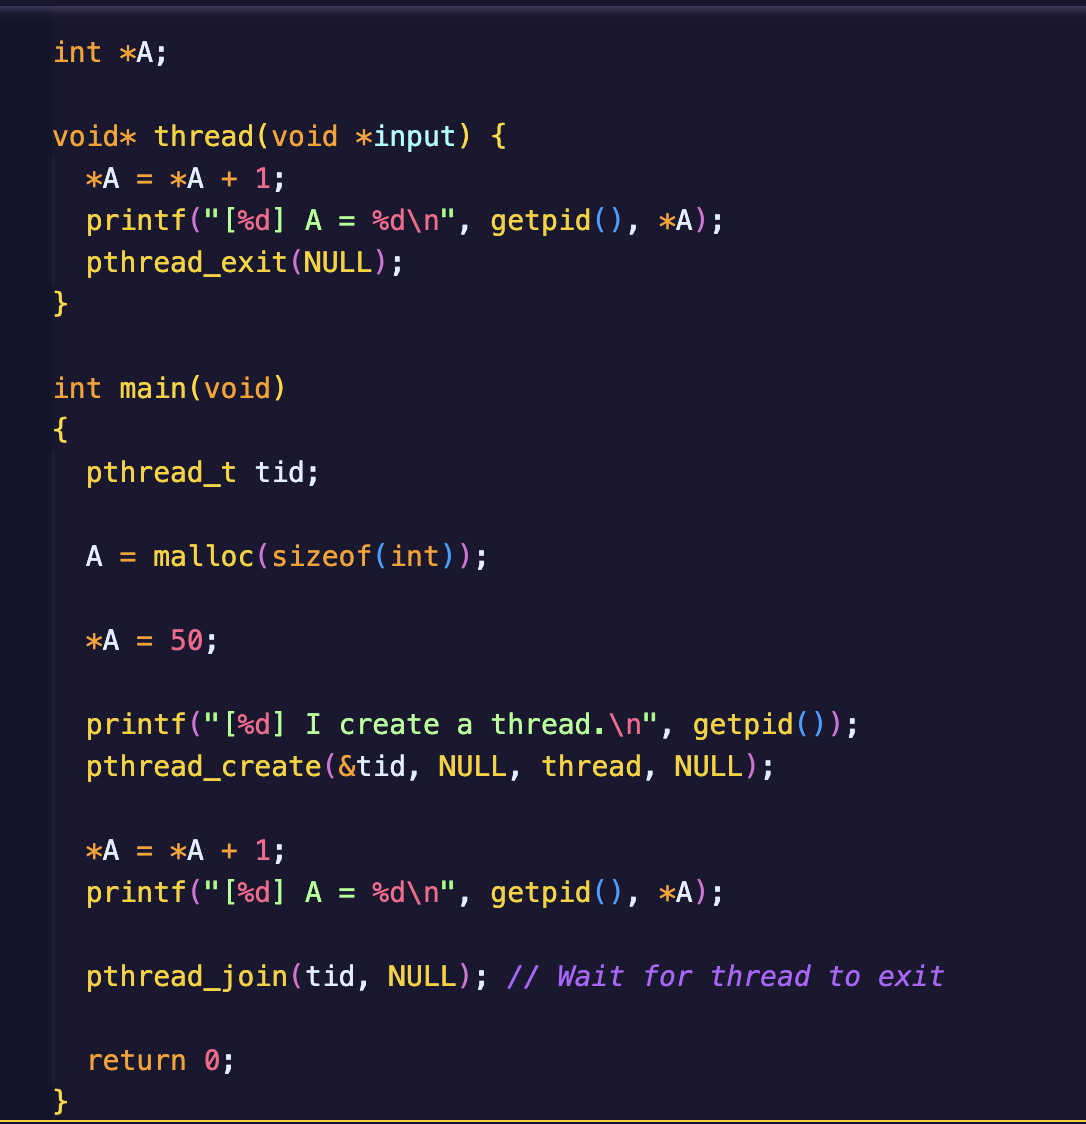 int *A;
void* thread(void *input) {
  *A = *A + 1;
  printf("[%d] A = %d\n", getpid(), *A);
  pthread_exit(NULL);
}
int main(void)
{
  pthread_t tid;
  A = malloc(sizeof(int));
  *A = 50;
  printf("[%d] I create a thread.\n", getpid());
  pthread_create(&tid, NULL, thread, NULL);
  *A = *A + 1;
  printf("[%d] A = %d\n", getpid(), *A);
  pthread_join(tid, NULL); // Wait for thread to exit
  return 0;
}